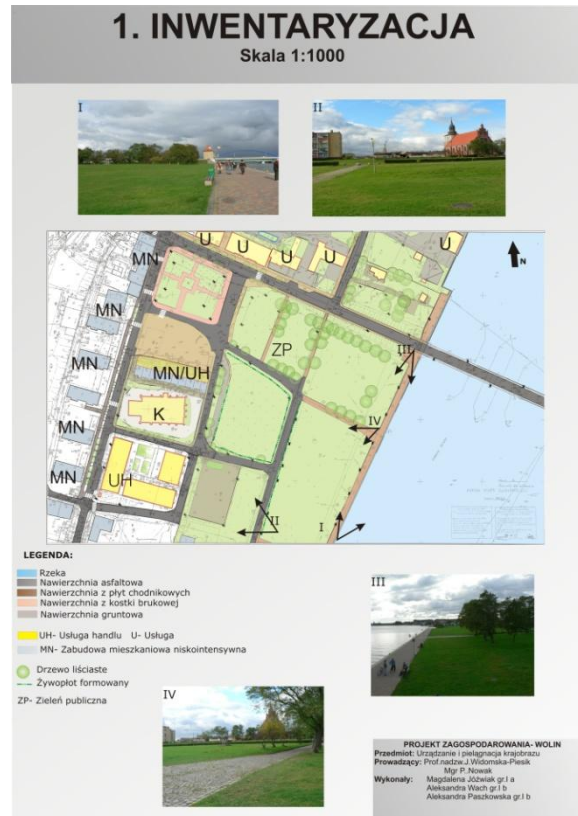 1. INWENTARYZACJA
Skala 1:1000
I
II
U
U
U
U
U
N
MN
MN
MN
MN
MN
ZP
III
MN/UH
K
IV
UH
II
I
LEGENDA:
Rzeka
Nawierzchnia asfaltowa
Nawierzchnia z płyt chodnikowych
Nawierzchnia z kostki brukowej
Nawierzchnia gruntowa
UH- Usługa handlu U- Usługa
MN- Zabudowa mieszkaniowa niskointensywna
Drzewo liściaste
Żywopłot formowany
ZP- Zieleń publiczna
III
IV
PROJEKT ZAGOSPODAROWANIA- WOLIN
Przedmiot: Urządzanie i pielęgnacja krajobrazu
Prowadzący: Prof.nadzw.J.Widomska-Piesik
Mgr P.Nowak
Wykonały: Magdalena Jóźwiak gr.I a
Aleksandra Wach gr.I b
Aleksandra Paszkowska gr.I b